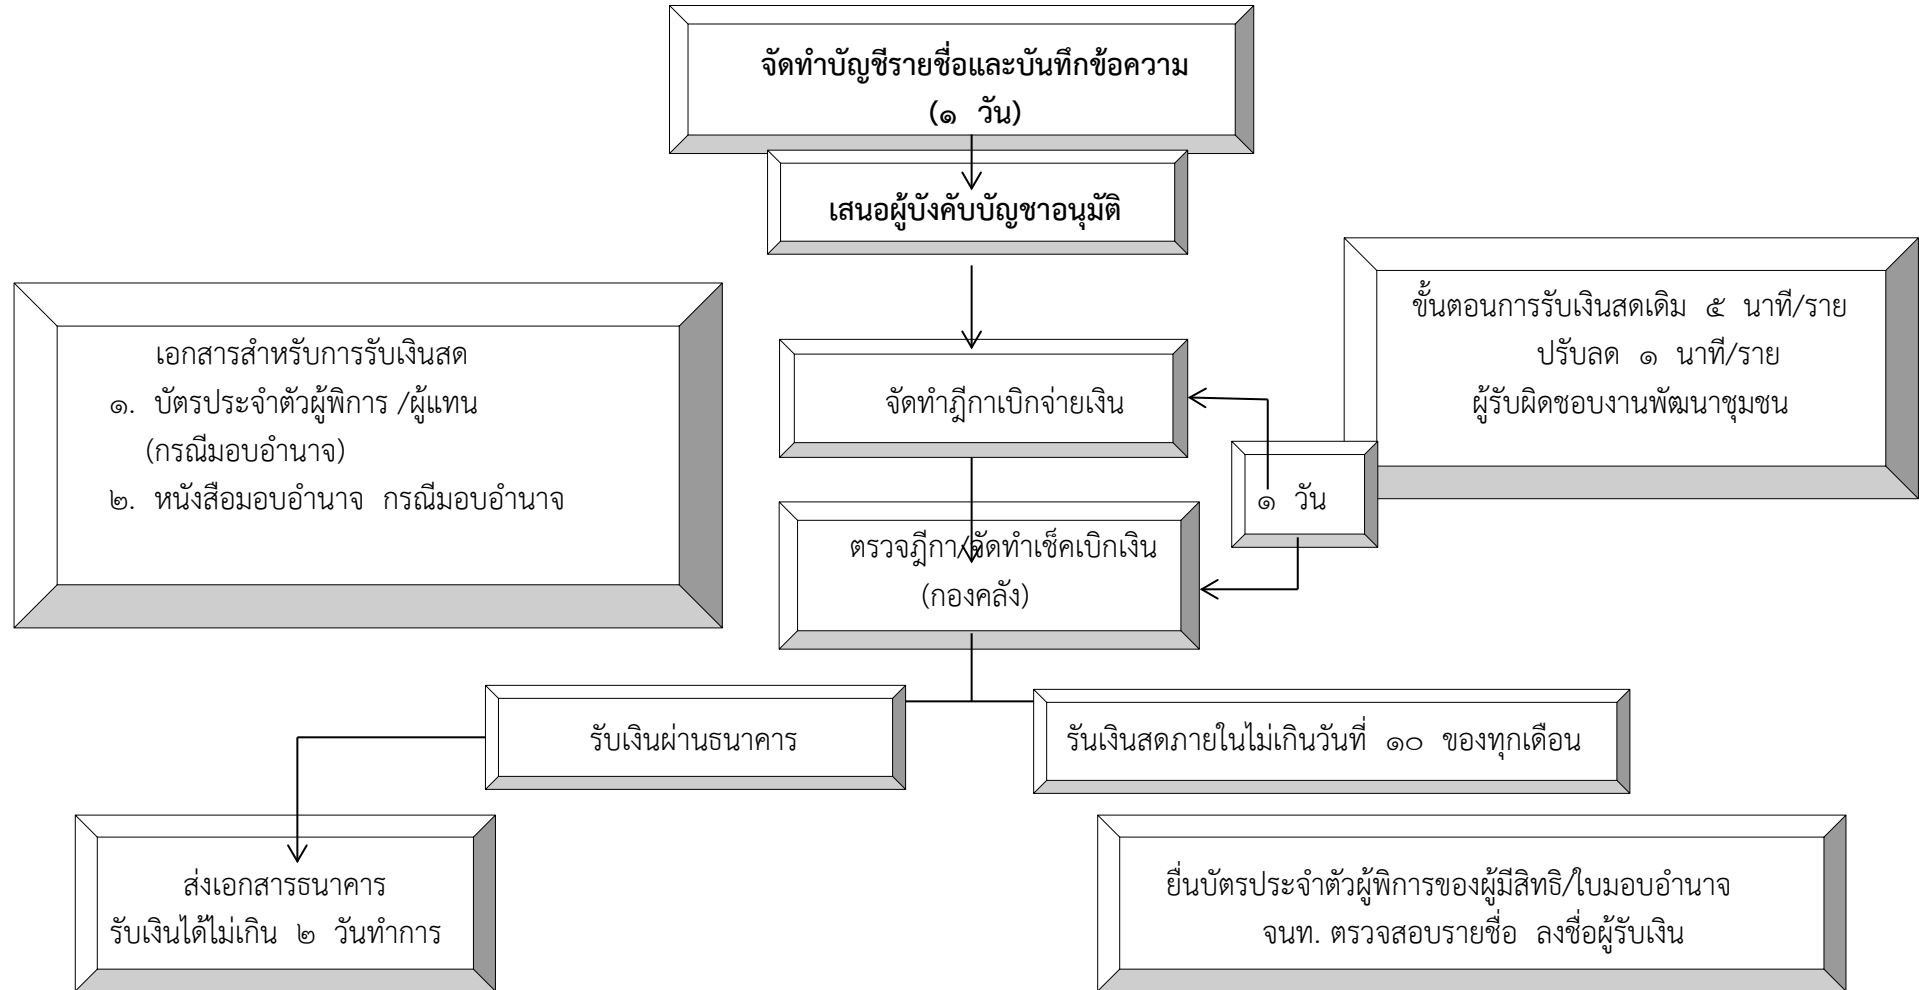 จัดทำบัญชีรายชื่อและบันทึกข้อความ
(๑ วัน)
เสนอผู้บังคับบัญชาอนุมัติ
เอกสารสำหรับการรับเงินสด
๑. บัตรประจำตัวผู้พิการ /ผู้แทน
(กรณีมอบอำนาจ)
๒. หนังสือมอบอำนาจ กรณีมอบอำนาจ
ขั้นตอนการรับเงินสดเดิม ๕ นาที/ราย
ปรับลด ๑ นาที/ราย
ผู้รับผิดชอบงานพัฒนาชุมชน
จัดทำฎีกาเบิกจ่ายเงิน
๑ วัน
ตรวจฎีกา/จัดทำเช็คเบิกเงิน
(กองคลัง)
รับเงินผ่านธนาคาร
รันเงินสดภายในไม่เกินวันที่ ๑๐ ของทุกเดือน
ส่งเอกสารธนาคาร
รับเงินได้ไม่เกิน ๒ วันทำการ
ยื่นบัตรประจำตัวผู้พิการของผู้มีสิทธิ/ใบมอบอำนาจ
จนท. ตรวจสอบรายชื่อ ลงชื่อผู้รับเงิน